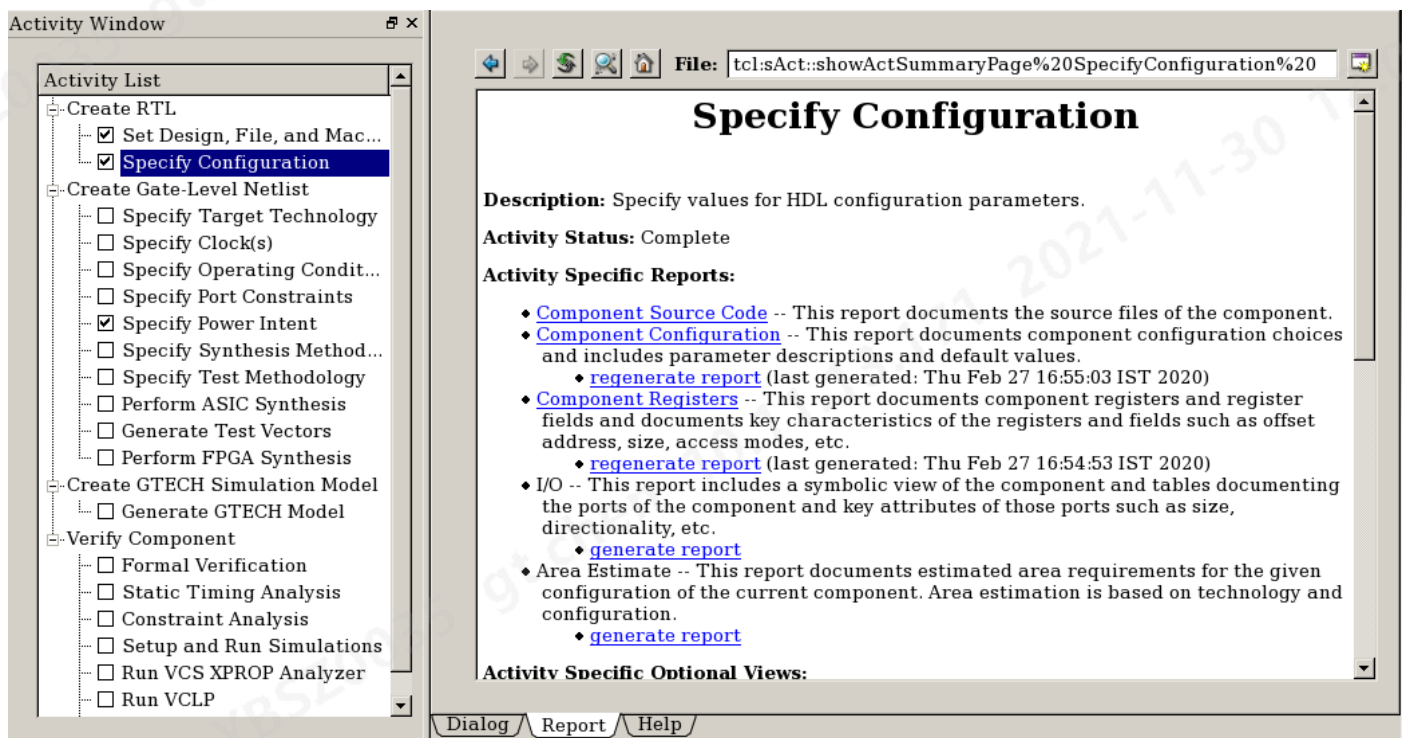 Activity Window
Activity List
Create RTL
Set Design, File, and Mac...
Specify Configuration
Create Gate-Level Netlist
Specify Target Technology
Specify Clock(s)
Specify Operating Condit...
Specify Port Constraints
Specify Power Intent
Specify Synthesis Method...
Specify Test Methodology
Perform ASIC Synthesis
Generate Test Vectors
Perform FPGA Synthesis
Create GTECH Simulation Model
Generate GTECH Model
Verify Component
Formal Verification
Static Timing Analysis
Constraint Analysis
Setup and Run Simulations
Run VCS XPROP Analyzer
Run VCLP
File: tcl:sAct::showActSummaryPage%20SpecifyConfiguration%20
Specify Configuration
Description: Specify values for HDL configuration parameters.
Activity Status: Complete
Activity Specific Reports:
Component Source Code -- This report documents the source files of the component.
Component Configuration -- This report documents component configuration choices
and includes parameter descriptions and default values.
regenerate report (last generated: Thu Feb 27 16:55:03 IST 2020)
Component Registers -- This report documents component registers and register
fields and documents key characteristics of the registers and fields such as offset
address, size, access modes, etc.
regenerate report (last generated: Thu Feb 27 16:54:53 IST 2020)
I/O -- This report includes a symbolic view of the component and tables documenting
the ports of the component and key attributes of those ports such as size,
directionality, etc.
generate report
Area Estimate -- This report documents estimated area requirements for the given
configuration of the current component. Area estimation is based on technology and
configuration.
generate report
Activity Specific Optional Views:
Dialog Report Help
2021-11-30